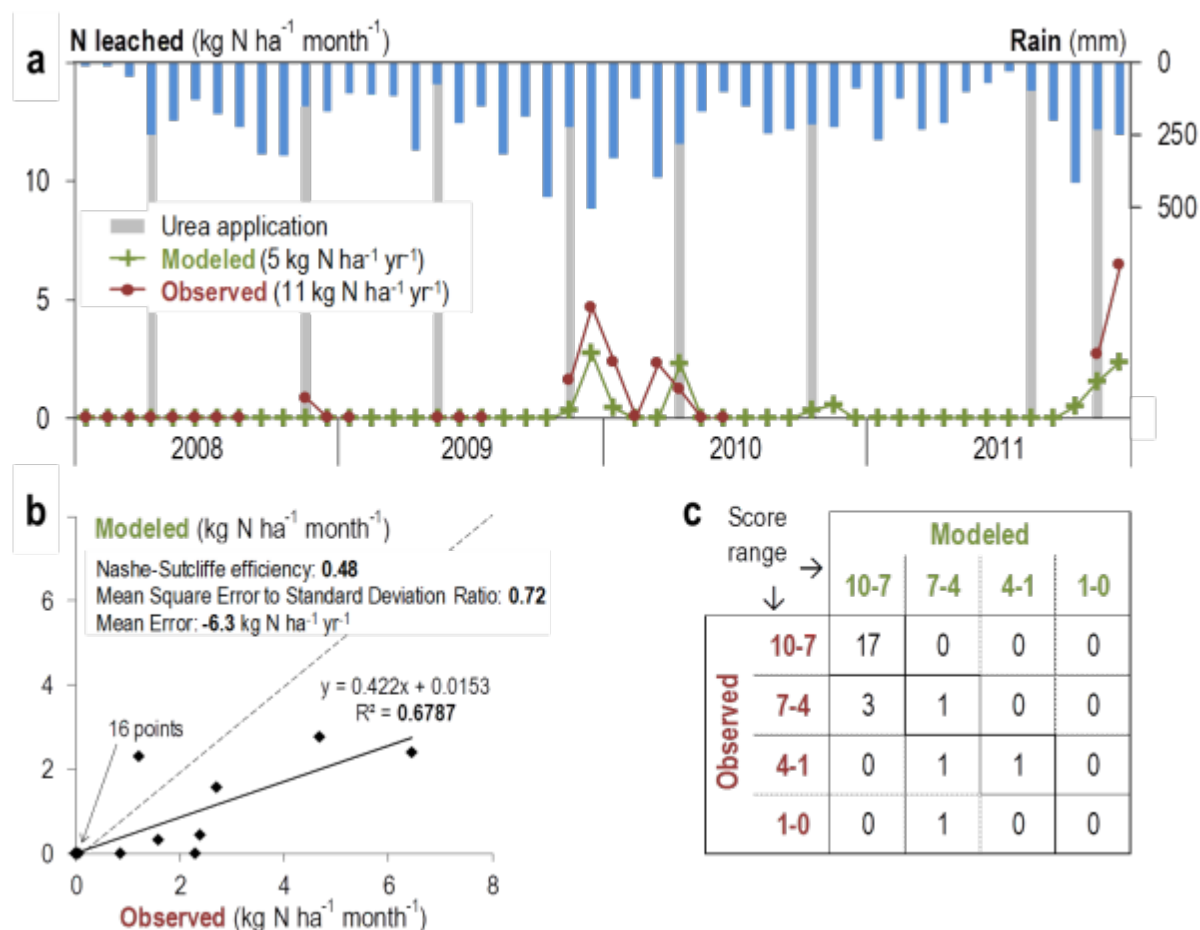 a
N leached (kg N ha⁻¹ month⁻¹)
Rain (mm)
0
250
500
10
5
0
Urea application
Modeled (5 kg N ha⁻¹ yr⁻¹)
Observed (11 kg N ha⁻¹ yr⁻¹)
2008 2009 2010 2011
b
Modeled (kg N ha⁻¹ month⁻¹)
Nashe-Sutcliffe efficiency: 0.48
Mean Square Error to Standard Deviation Ratio: 0.72
Mean Error: -6.3 kg N ha⁻¹ yr⁻¹
y = 0.422x + 0.0153
R² = 0.6787
16 points
6
4
2
0
0 2 4 6 8
Observed (kg N ha⁻¹ month⁻¹)
c
Score
range
Modeled
10-7 7-4 4-1 1-0
Observed
10-7 17 0 0 0
7-4 3 1 0 0
4-1 0 1 1 0
1-0 0 1 0 0